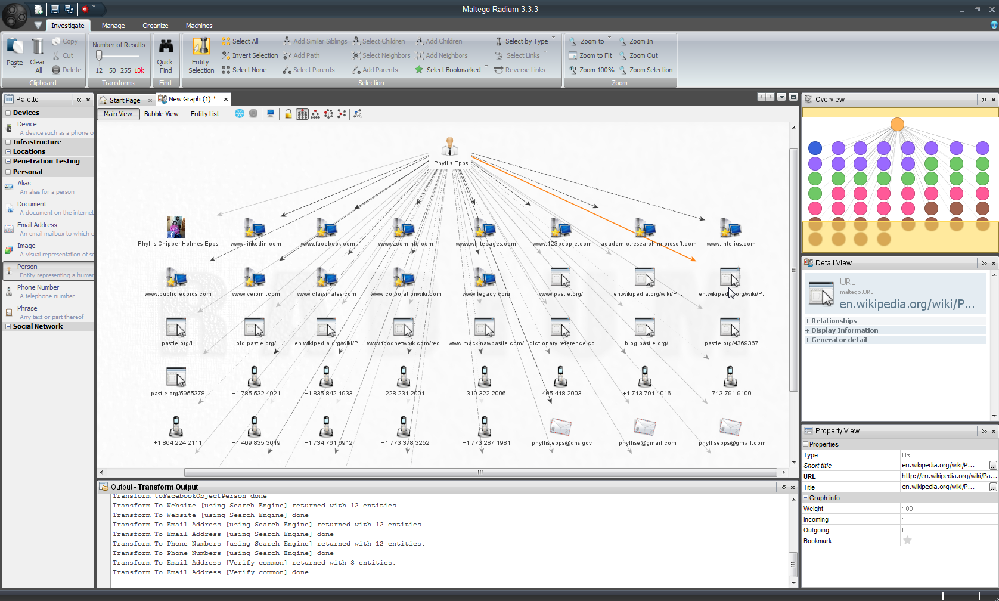 Maltego Radium 3.3.3
Investigate Manage Organize Machines
Paste
Clear All
Copy
Cut
Delete
Clipboard
Number of Results
12 50 255 10k
Transforms
Quick Find
Find
Entity Selection
Select All
Invert Selection
Select None
Add Similar Siblings
Add Path
Select Parents
Select Children
Select Neighbors
Add Parents
Add Children
Add Neighbors
Select Bookmarked
Select by Type
Select Links
Reverse Links
Selection
Zoom to
Zoom to Fit
Zoom 100%
Zoom In
Zoom Out
Zoom Selection
Zoom
Palette
Devices
Device
A device such as a phone o
Infrastructure
Locations
Penetration Testing
Personal
Alias
An alias for a person
Document
A document on the internet
Email Address
An email mailbox to which e
Image
A visual representation of so
Person
Entity representing a human
Phone Number
A telephone number
Phrase
Any text or part thereof
Social Network
Start Page
New Graph (1) *
Main View Bubble View Entity List
Phyllis Epps
Phyllis Chipper Holmes Epps
www.linkedin.com
www.facebook.com
www.zoominfo.com
www.whitepages.com
www.123people.com
academic.research.microsoft.com
www.intelius.com
www.publicrecords.com
www.veromi.com
www.classmates.com
www.corporationwiki.com
www.legacy.com
www.pastie.org/
en.wikipedia.org/wiki/P...
en.wikipedia.org/wiki/P...
pastie.org/l
old.pastie.org/
en.wikipedia.org/wiki/P...
www.foodnetwork.com/rec...
www.mackinawpastie.com/
dictionary.reference.co...
blog.pastie.org/
pastie.org/4369367
pastie.org/5955378
+1 785 532 4921
+1 835 842 1933
228 231 2001
319 322 2006
405 418 2003
+1 713 791 1016
713 791 9100
+1 864 224 2111
+1 409 835 3619
+1 734 761 6912
+1 773 378 3252
+1 773 287 1981
phyllis.epps@dhs.gov
phyllise@gmail.com
phyllisepps@gmail.com
Output - Transform Output
Transform toFacebookObjectPerson done
Transform To Website [using Search Engine] returned with 12 entities.
Transform To Website [using Search Engine] done
Transform To Email Address [using Search Engine] returned with 12 entities.
Transform To Email Address [using Search Engine] done
Transform To Phone Numbers [using Search Engine] returned with 12 entities.
Transform To Phone Numbers [using Search Engine] done
Transform To Email Address [Verify common] returned with 3 entities.
Transform To Email Address [Verify common] done
Overview
Detail View
URL
maltego.URL
en.wikipedia.org/wiki/P...
Relationships
Display Information
Generator detail
Property View
Properties
Type URL
Short title en.wikipedia.org/wiki/P...
URL http://en.wikipedia.org/wiki/Pa...
Title en.wikipedia.org/wiki/P...
Graph info
Weight 100
Incoming 1
Outgoing 0
Bookmark